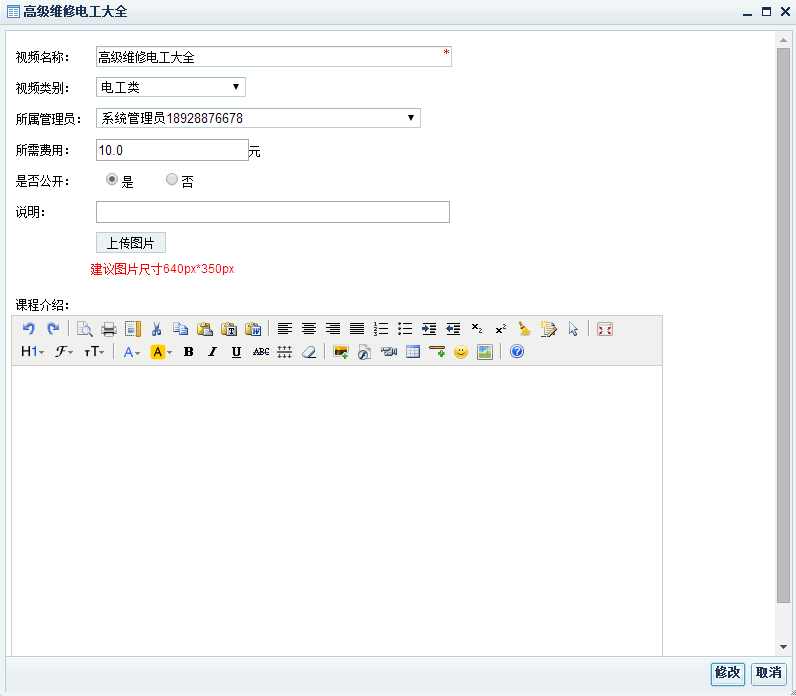 高级维修电工大全
视频名称： 高级维修电工大全 *
视频类别： 电工类
所属管理员： 系统管理员18928876678
所需费用： 10.0 元
是否公开： 是 否
说明：
上传图片
建议图片尺寸640px*350px
课程介绍：
H1 F TT A A B I U ABC
修改 取消